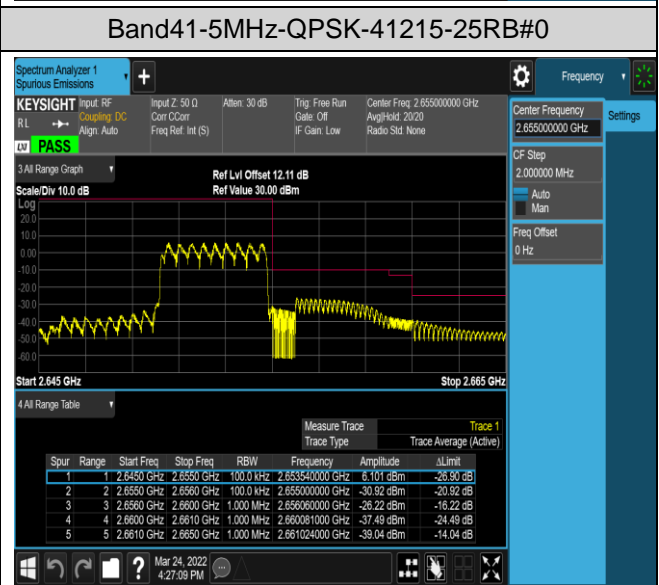 Band41-5MHz-QPSK-41215-25RB#0
Spectrum Analyzer 1
Spurious Emissions
Frequency
KEYSIGHT
Input: RF
Input Z: 50 Ω
Atten: 30 dB
Trig: Free Run
Center Freq: 2.655000000 GHz
RL
Coupling: DC
Corr CCorr
Gate: Off
Avg|Hold: 20/20
Align: Auto
Freq Ref: Int (S)
IF Gain: Low
Radio Std: None
LXI
PASS
3 All Range Graph
Ref Lvl Offset 12.11 dB
Scale/Div 10.0 dB
Ref Value 30.00 dBm
Log
20.0
10.0
0.00
-10.0
-20.0
-30.0
-40.0
-50.0
-60.0
Start 2.645 GHz
Stop 2.665 GHz
4 All Range Table
Measure Trace
Trace 1
Trace Type
Trace Average (Active)
Spur Range Start Freq Stop Freq RBW Frequency Amplitude ΔLimit
1 1 2.6450 GHz 2.6550 GHz 100.0 kHz 2.653540000 GHz 6.101 dBm -26.90 dB
2 2 2.6550 GHz 2.6560 GHz 100.0 kHz 2.655000000 GHz -30.92 dBm -20.92 dB
3 3 2.6560 GHz 2.6600 GHz 1.000 MHz 2.656060000 GHz -26.22 dBm -16.22 dB
4 4 2.6600 GHz 2.6610 GHz 1.000 MHz 2.660081000 GHz -37.49 dBm -24.49 dB
5 5 2.6610 GHz 2.6650 GHz 1.000 MHz 2.661024000 GHz -39.04 dBm -14.04 dB
Center Frequency
2.655000000 GHz
Settings
CF Step
2.000000 MHz
Auto
Man
Freq Offset
0 Hz
?
Mar 24, 2022
4:27:09 PM